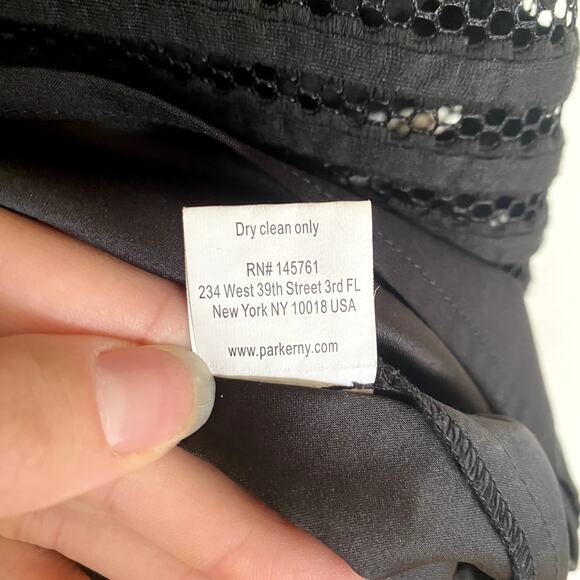 Dry clean only
RN# 145761
234 West 39th Street 3rd FL
New York NY 10018 USA
www.parkerny.com